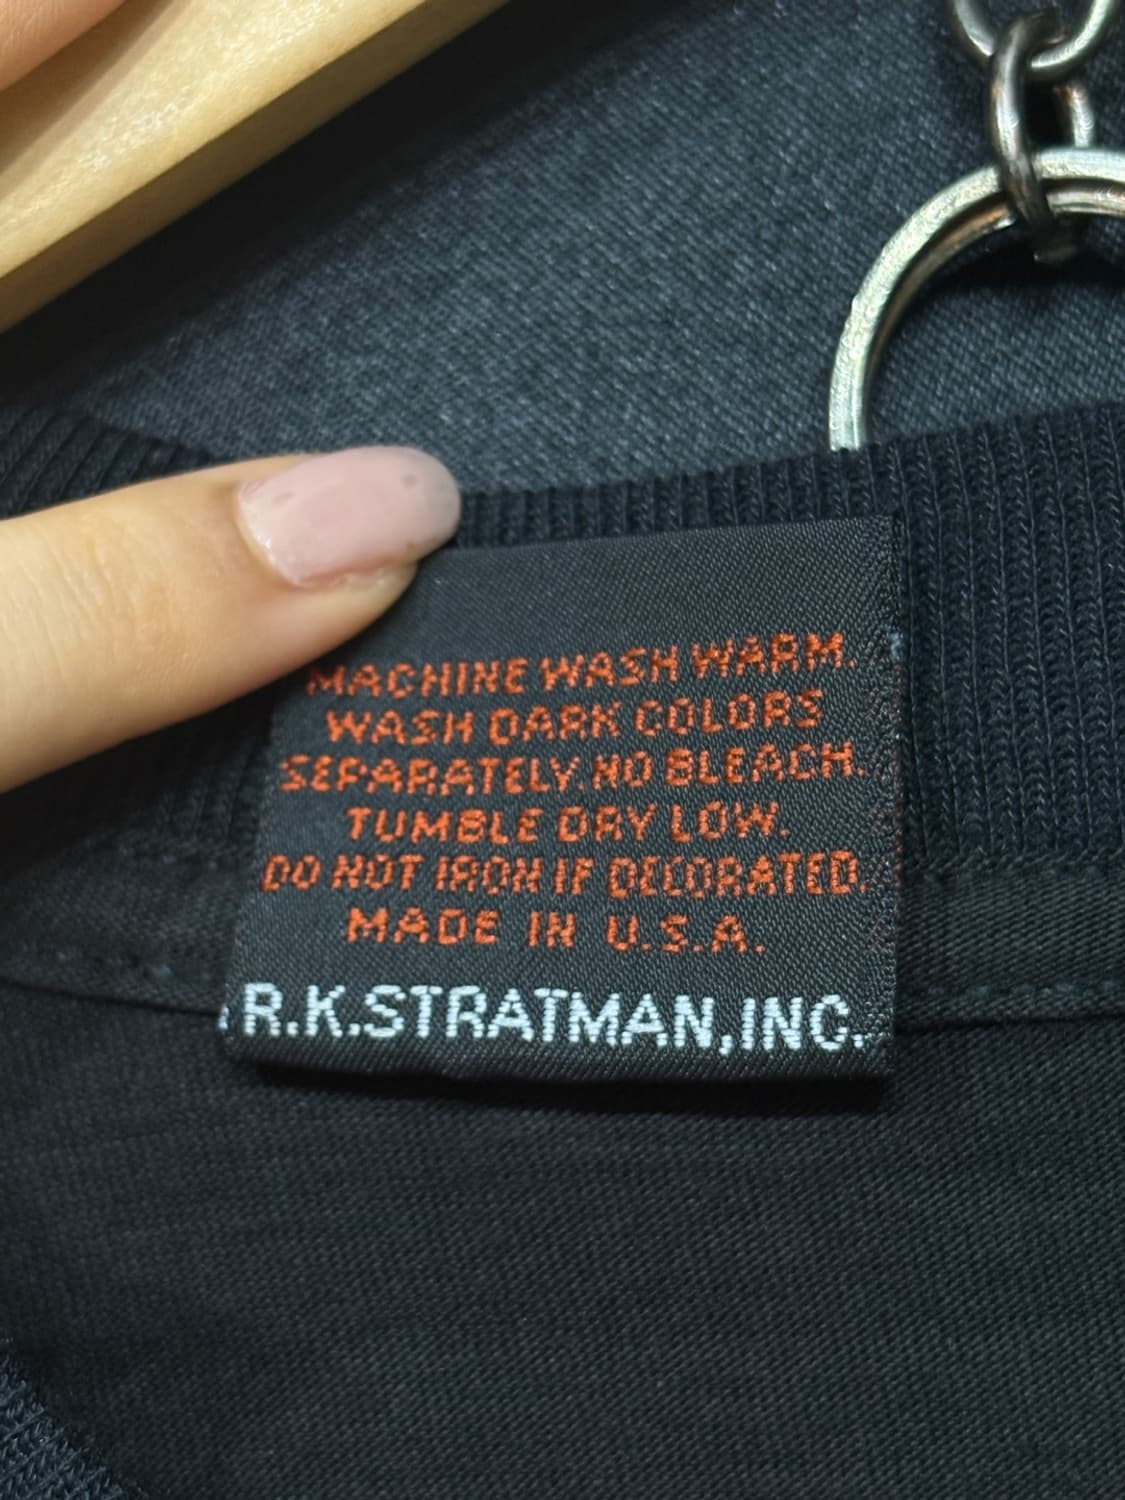 MACHINE WASH WARM.
WASH DARK COLORS
SEPARATELY. NO BLEACH.
TUMBLE DRY LOW.
DO NOT IRON IF DECORATED.
MADE IN U.S.A.
R.K.STRATMAN,INC.